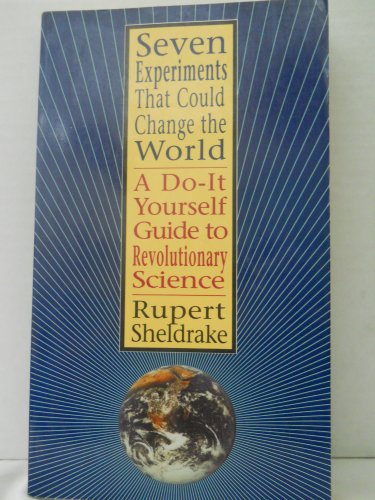 Seven
Experiments
That Could
Change the
World
A Do-It
Yourself
Guide to
Revolutionary
Science
Rupert
Sheldrake